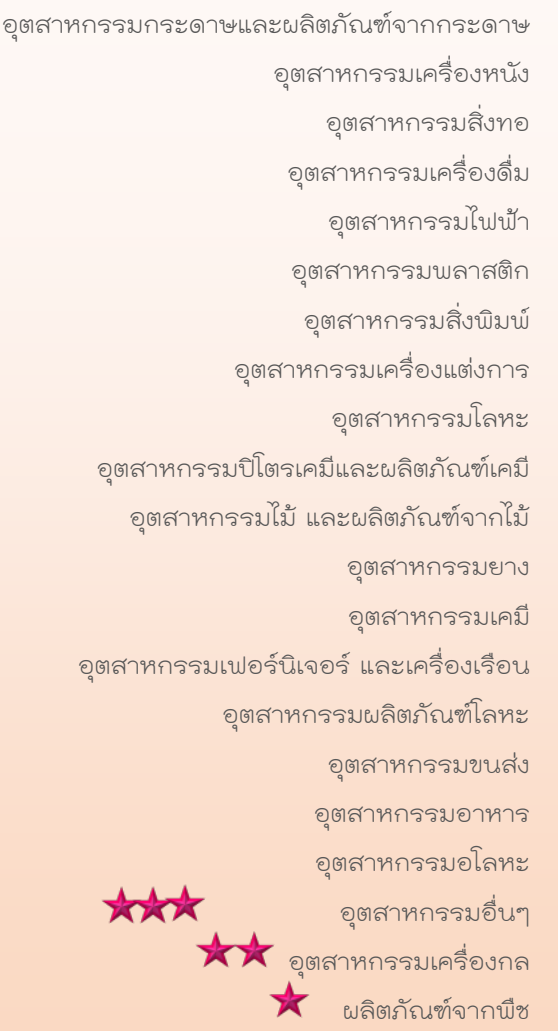 อุตสาหกรรมกระดาษและผลิตภัณฑ์จากกระดาษ
อุตสาหกรรมเครื่องหนัง
อุตสาหกรรมสิ่งทอ
อุตสาหกรรมเครื่องดื่ม
อุตสาหกรรมไฟฟ้า
อุตสาหกรรมพลาสติก
อุตสาหกรรมสิ่งพิมพ์
อุตสาหกรรมเครื่องแต่งการ
อุตสาหกรรมโลหะ
อุตสาหกรรมปิโตรเคมีและผลิตภัณฑ์เคมี
อุตสาหกรรมไม้ และผลิตภัณฑ์จากไม้
อุตสาหกรรมยาง
อุตสาหกรรมเคมี
อุตสาหกรรมเฟอร์นิเจอร์ และเครื่องเรือน
อุตสาหกรรมผลิตภัณฑ์โลหะ
อุตสาหกรรมขนส่ง
อุตสาหกรรมอาหาร
อุตสาหกรรมอโลหะ
อุตสาหกรรมอื่นๆ
อุตสาหกรรมเครื่องกล
ผลิตภัณฑ์จากพืช